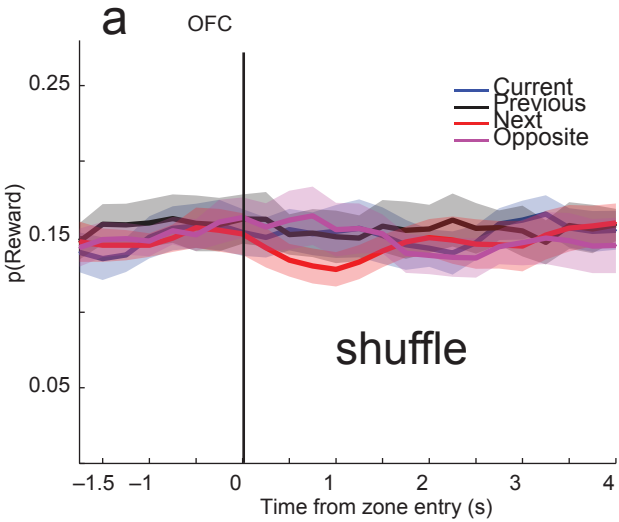 a
OFC
0.25
0.15
0.05
p(Reward)
Current
Previous
Next
Opposite
shuffle
–1.5 –1 0 1 2 3 4
Time from zone entry (s)